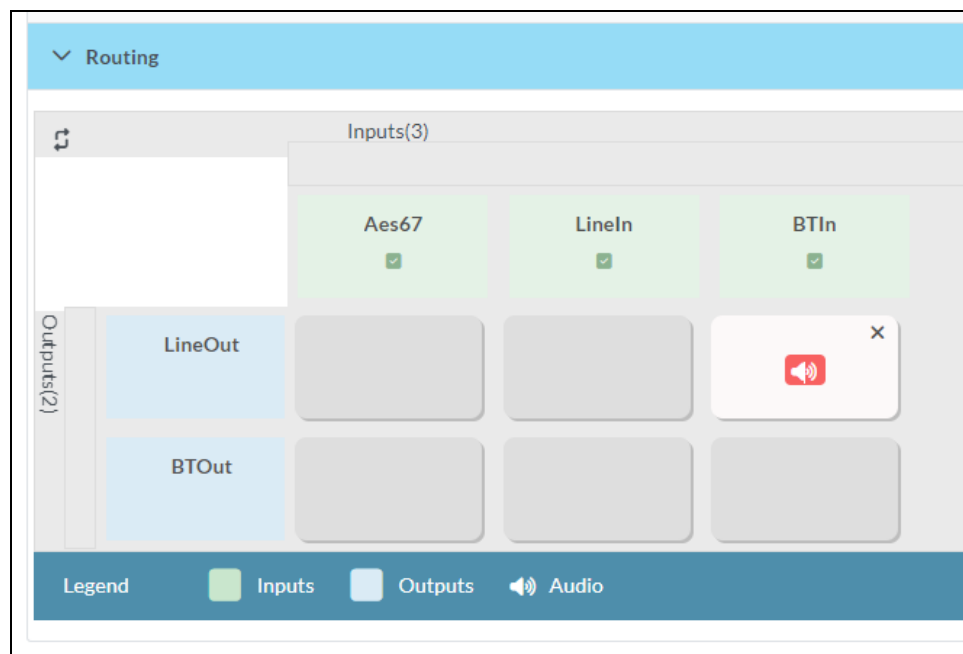 Routing
Inputs(3)
Aes67
LineIn
BTIn
Outputs(2)
LineOut
BTOut
Legend
Inputs
Outputs
Audio